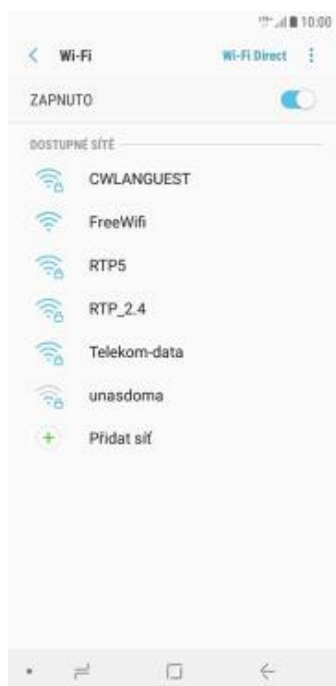 10:00
Wi-Fi Wi-Fi Direct
ZAPNUTO
DOSTUPNÉ SÍTĚ
CWLANGUEST
FreeWifi
RTP5
RTP_2.4
Telekom-data
unasdoma
Přidat síť